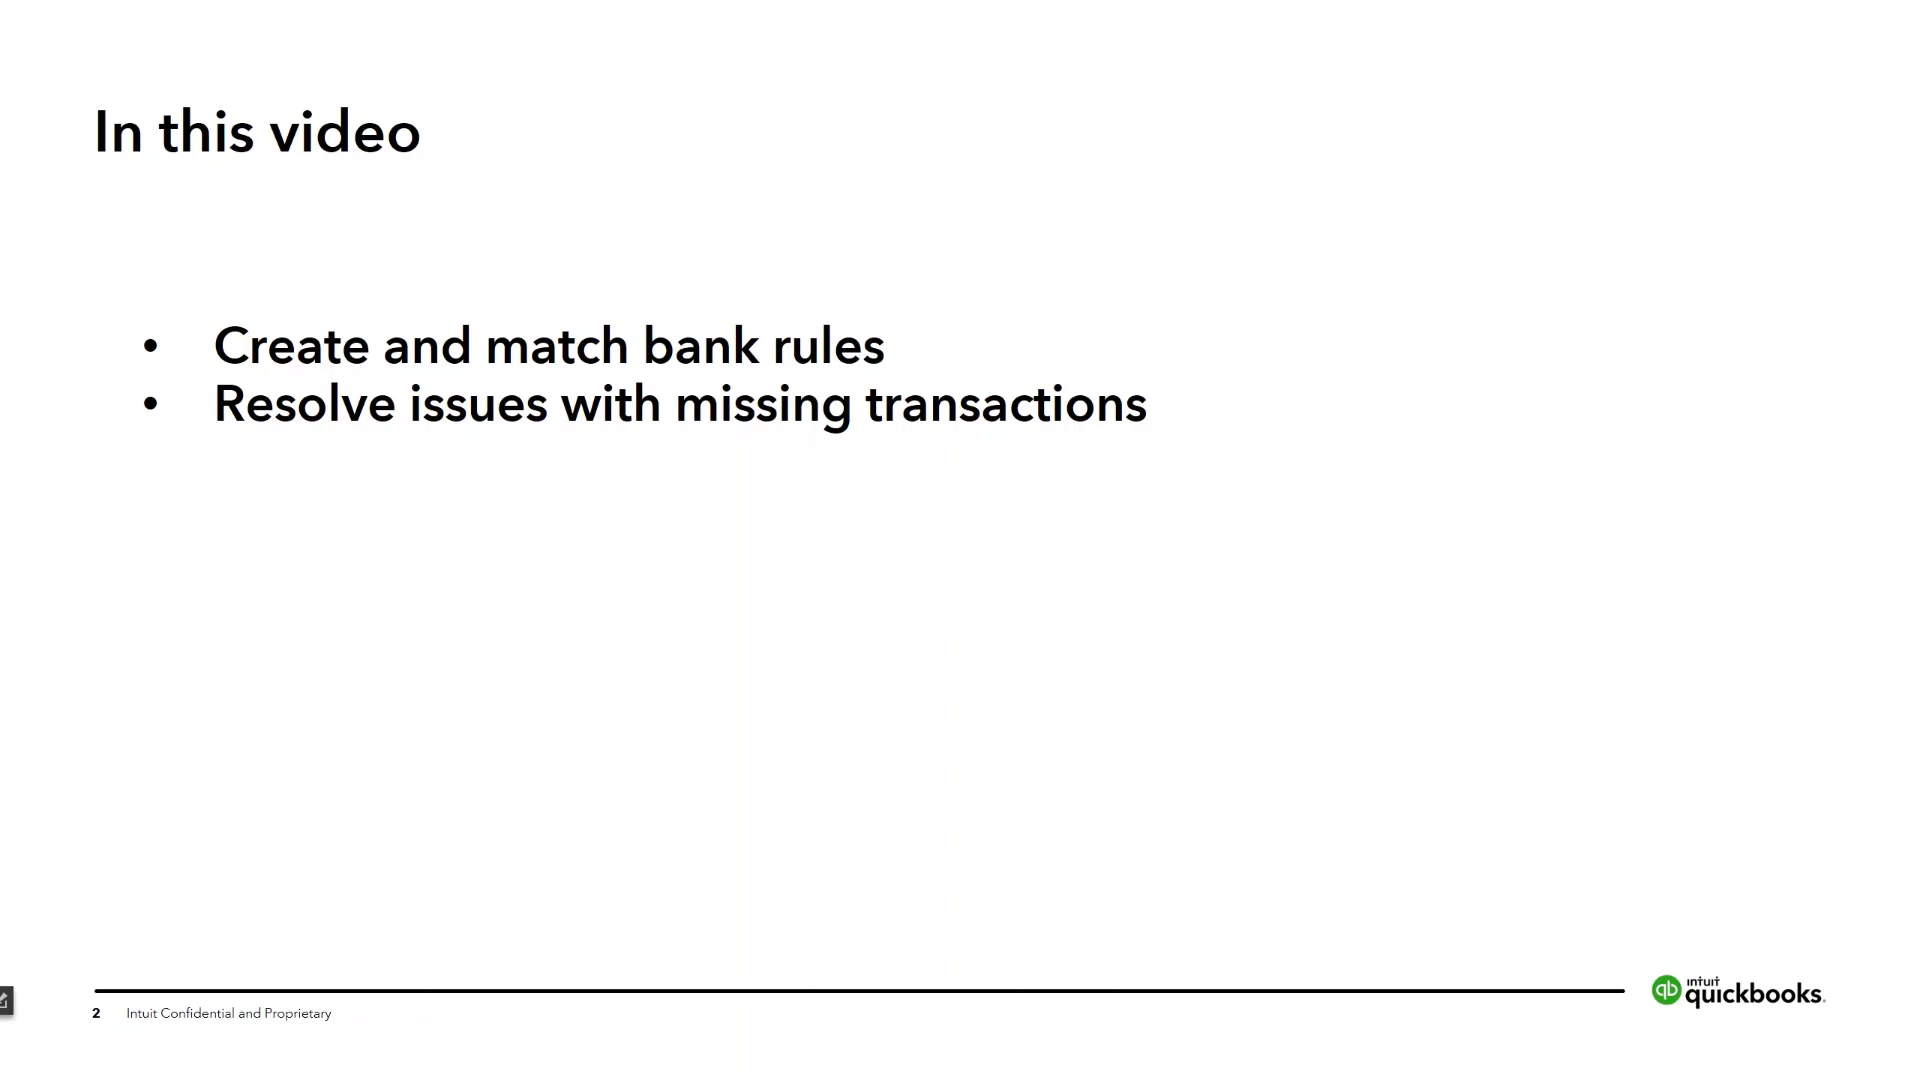 In this video
• Create and match bank rules
• Resolve issues with missing transactions
2 Intuit Confidential and Proprietary
qb intuit quickbooks.